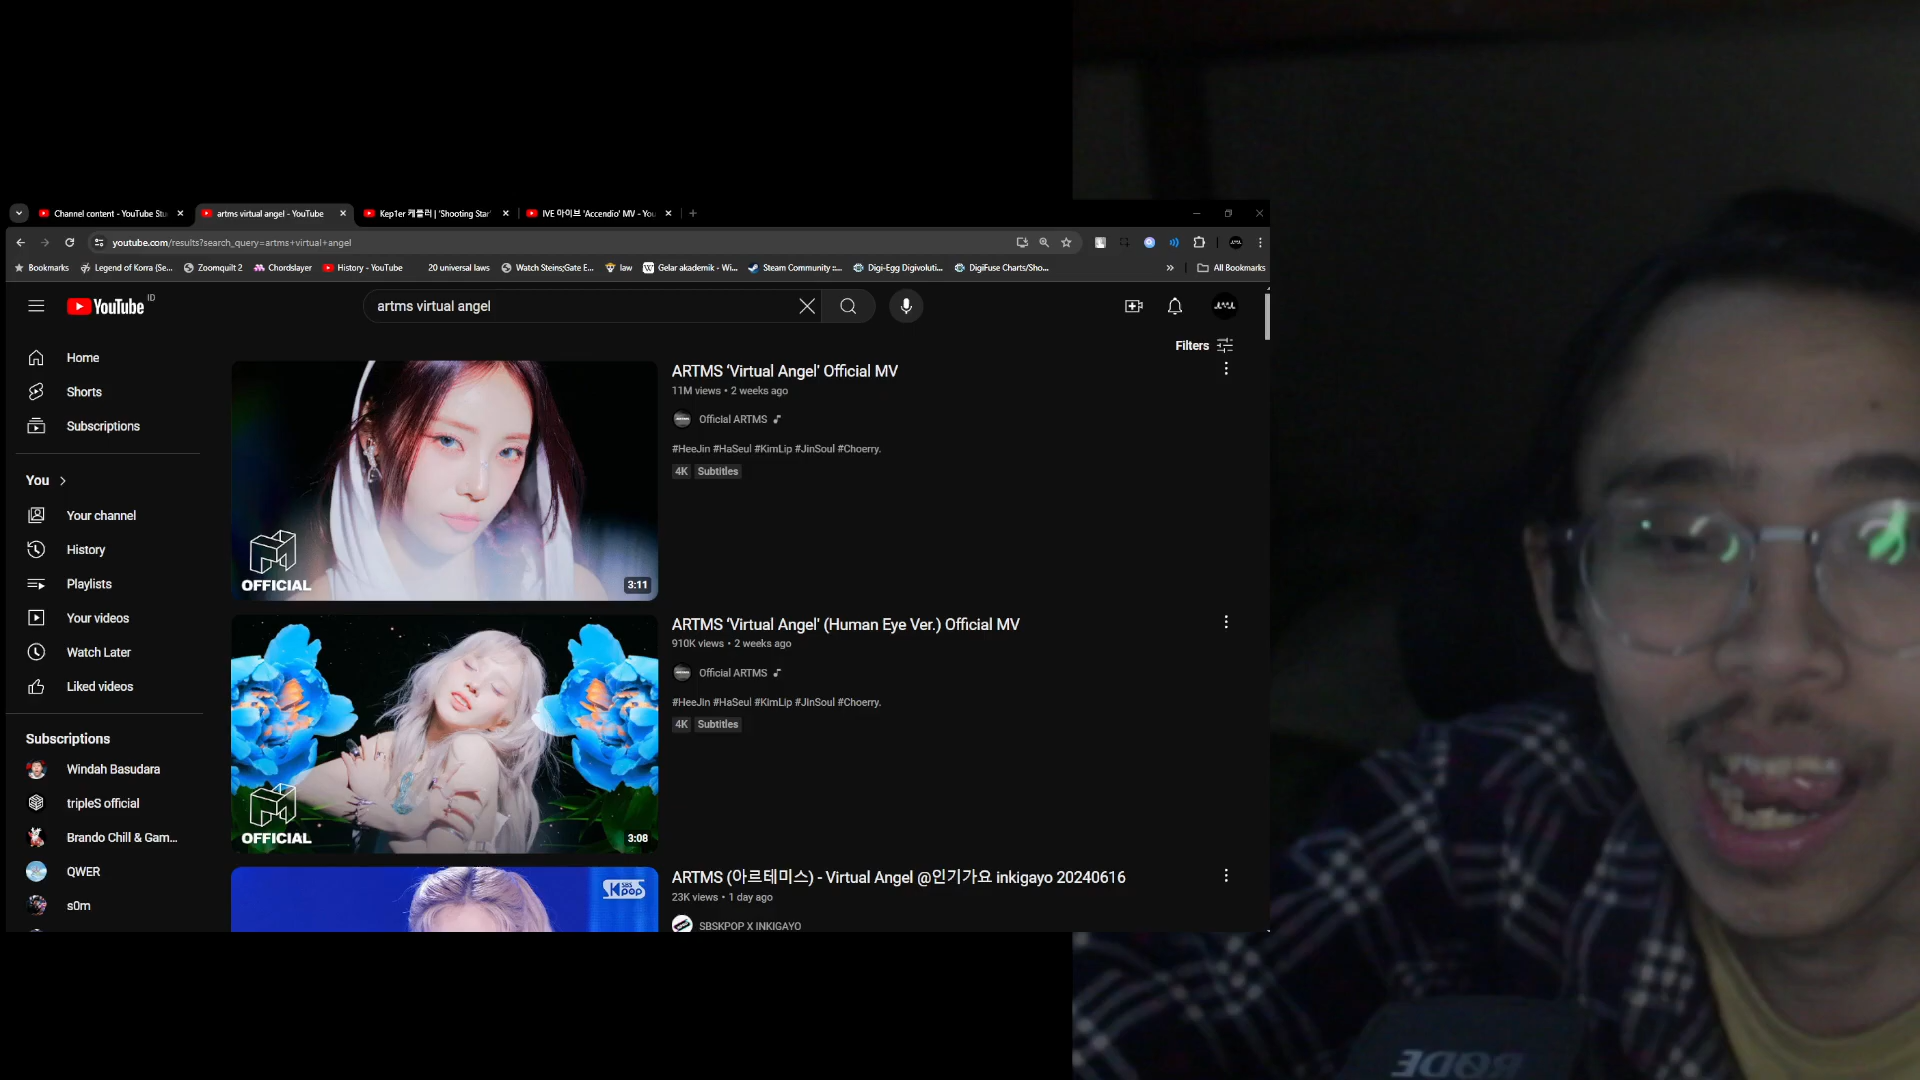 Channel content - YouTube Stu
artms virtual angel - YouTube
Kep1er 케플러 | 'Shooting Star'
IVE 아이브 'Accendio' MV - You
youtube.com/results?search_query=artms+virtual+angel
Bookmarks
Legend of Korra (Se...
Zoomquilt 2
Chordslayer
History - YouTube
20 universal laws
Watch Steins;Gate E...
law
Gelar akademik - Wi...
Steam Community ::...
Digi-Egg Digivoluti...
DigiFuse Charts/Sho...
All Bookmarks
YouTube ID
artms virtual angel
Filters
Home
Shorts
Subscriptions
You
Your channel
History
Playlists
Your videos
Watch Later
Liked videos
Subscriptions
Windah Basudara
tripleS official
Brando Chill & Gam...
QWER
s0m
OFFICIAL
3:11
ARTMS ‘Virtual Angel’ Official MV
11M views • 2 weeks ago
Official ARTMS
#HeeJin #HaSeul #KimLip #JinSoul #Choerry.
4K Subtitles
OFFICIAL
3:08
ARTMS ‘Virtual Angel’ (Human Eye Ver.) Official MV
910K views • 2 weeks ago
Official ARTMS
#HeeJin #HaSeul #KimLip #JinSoul #Choerry.
4K Subtitles
SBS
Kpop
ARTMS (아르테미스) - Virtual Angel @인기가요 inkigayo 20240616
23K views • 1 day ago
SBSKPOP X INKIGAYO
RØDE